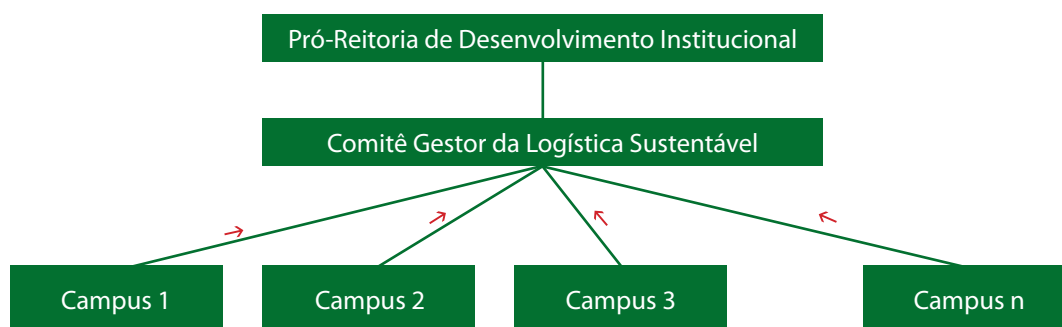 Pró-Reitoria de Desenvolvimento Institucional
Comitê Gestor da Logística Sustentável
Campus 1
Campus 2
Campus 3
Campus n